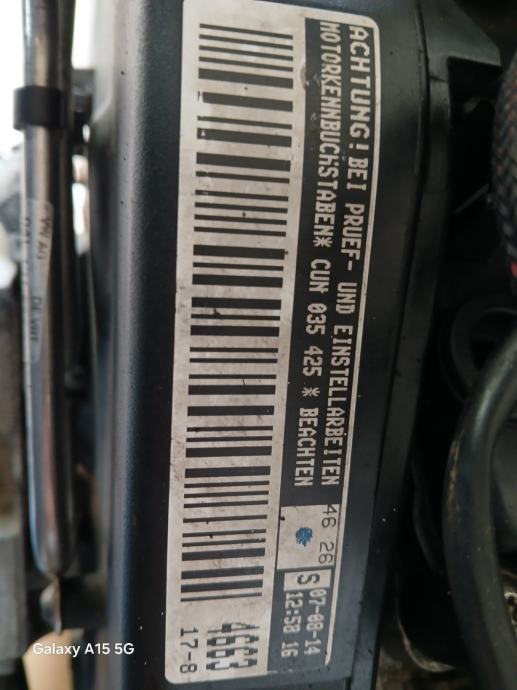 ACHTUNG! BEI PRUEF- UND EINSTELLARBEITEN
MOTORKENNBUCHSTABEN* CUN 035 425 * BEACHTEN
46 26
S
07-08-14
12:58 16
17-8
Galaxy A15 5G